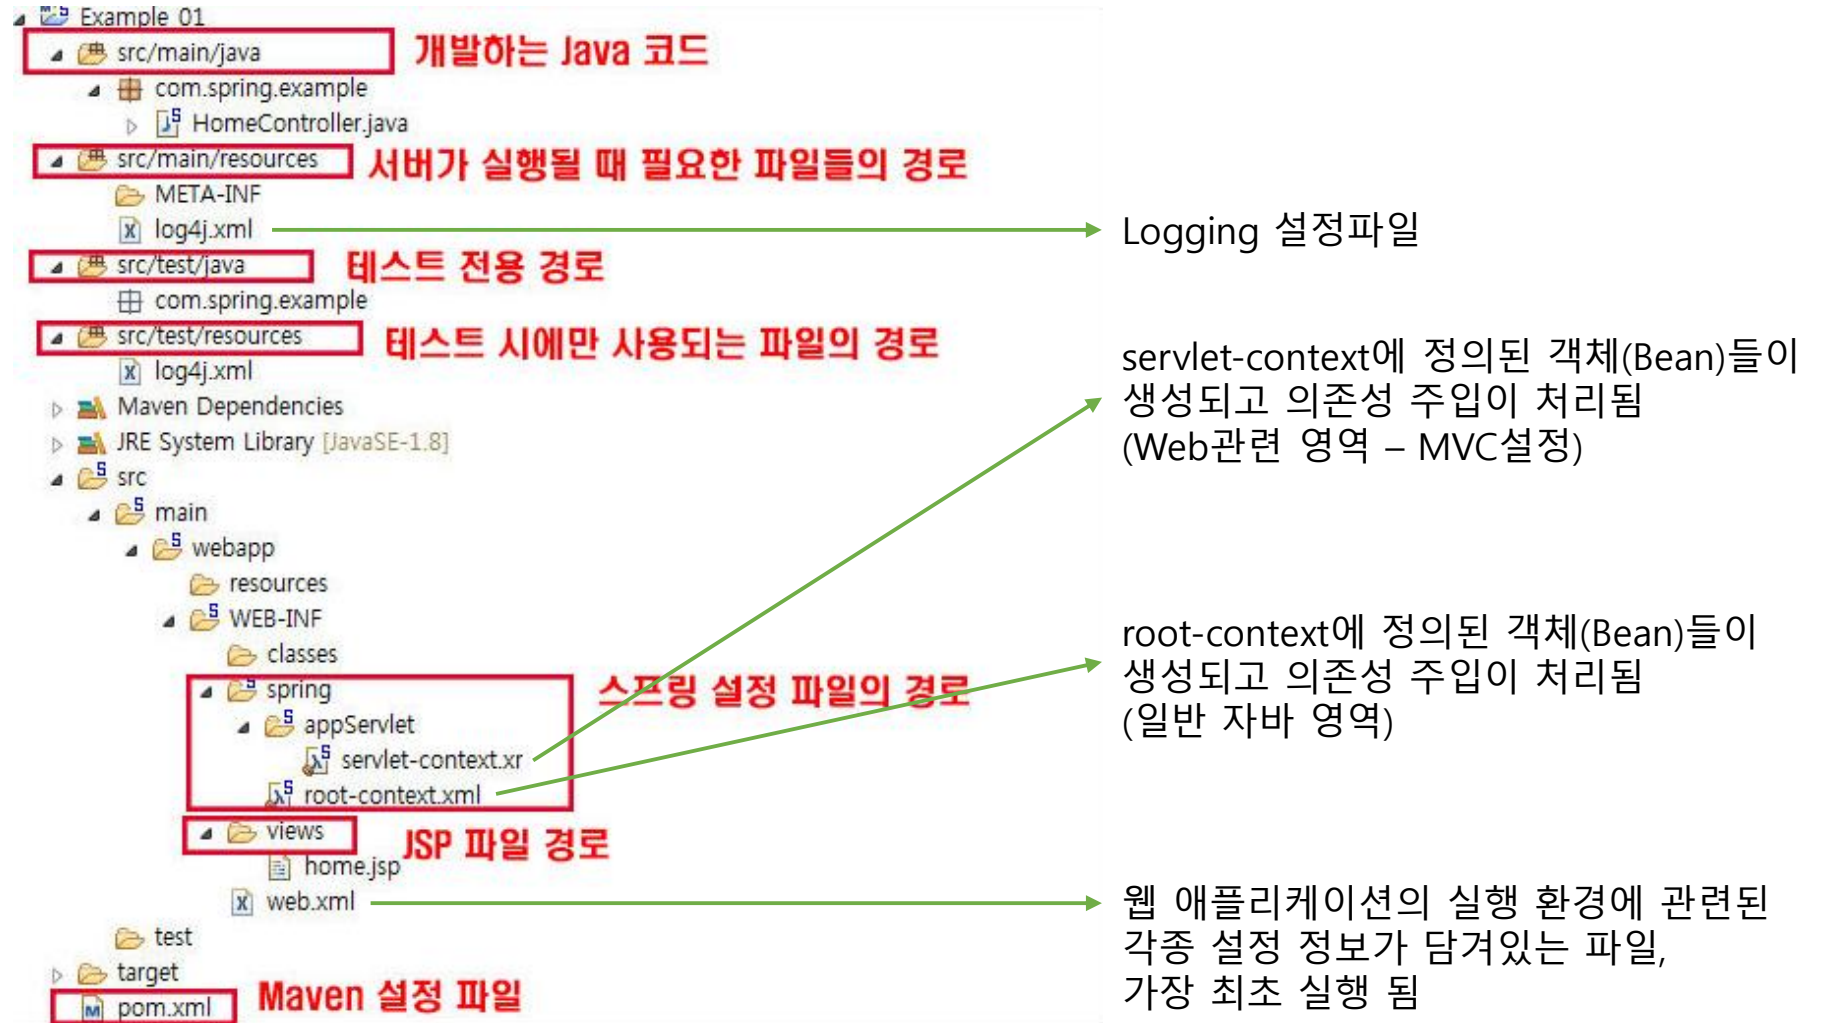 Example_01
src/main/java
개발하는 Java 코드
com.spring.example
HomeController.java
src/main/resources
서버가 실행될 때 필요한 파일들의 경로
META-INF
log4j.xml
Logging 설정파일
src/test/java
테스트 전용 경로
com.spring.example
src/test/resources
테스트 시에만 사용되는 파일의 경로
log4j.xml
servlet-context에 정의된 객체(Bean)들이
생성되고 의존성 주입이 처리됨
(Web관련 영역 – MVC설정)
Maven Dependencies
JRE System Library [JavaSE-1.8]
src
main
webapp
resources
WEB-INF
classes
root-context에 정의된 객체(Bean)들이
생성되고 의존성 주입이 처리됨
(일반 자바 영역)
spring
스프링 설정 파일의 경로
appServlet
servlet-context.xr
root-context.xml
views
JSP 파일 경로
home.jsp
web.xml
웹 애플리케이션의 실행 환경에 관련된
각종 설정 정보가 담겨있는 파일,
가장 최초 실행 됨
test
target
pom.xml
Maven 설정 파일